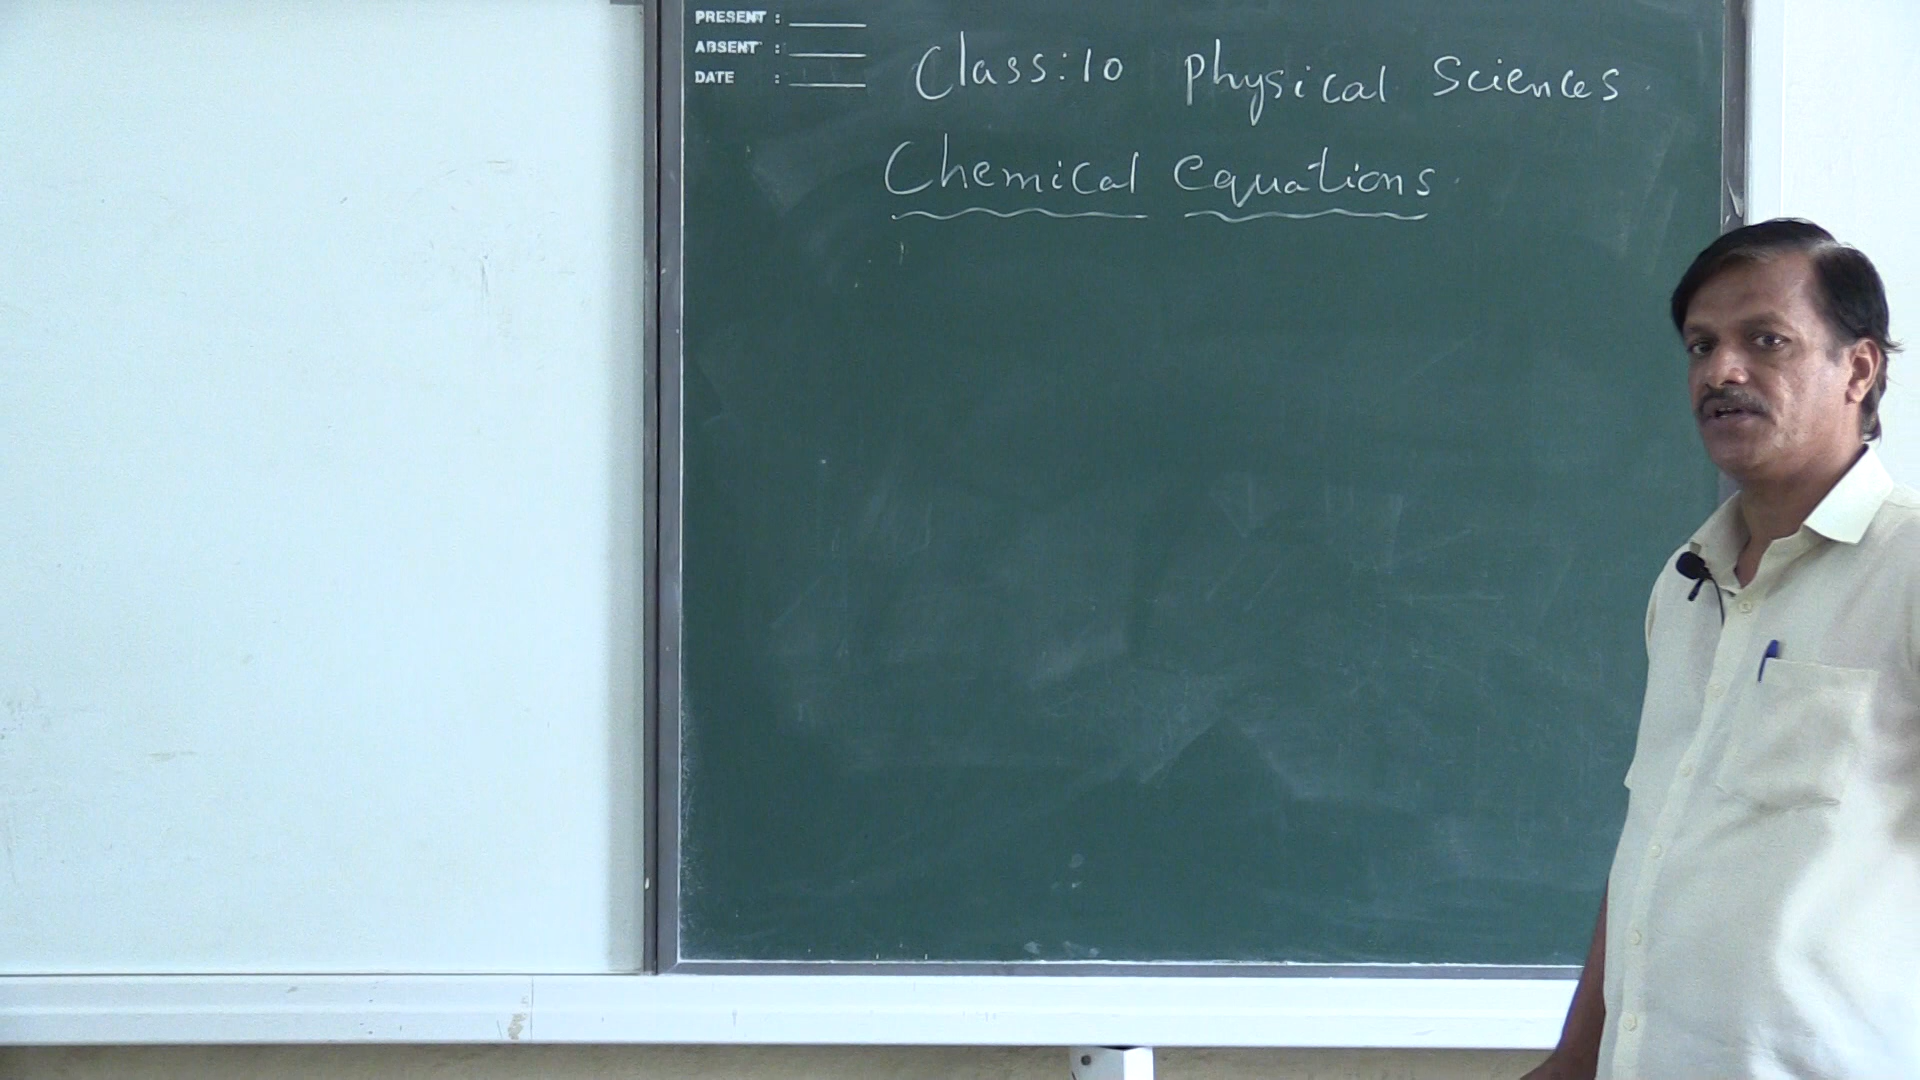 PRESENT :
ABSENT :
DATE :
Class:10 Physical Sciences
Chemical equations